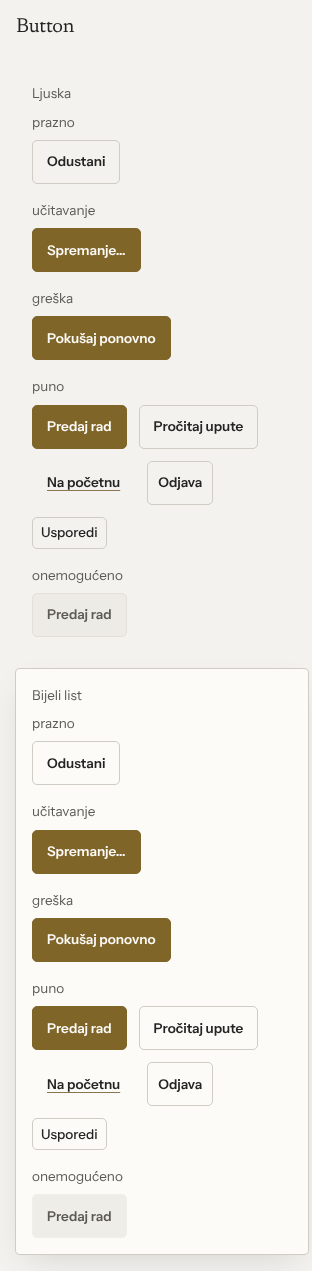 Button
Ljuska
prazno
Odustani
učitavanje
Spremanje…
greška
Pokušaj ponovno
puno
Predaj rad Pročitaj upute
Na početnu Odjava
Usporedi
onemogućeno
Predaj rad
Bijeli list
prazno
Odustani
učitavanje
Spremanje…
greška
Pokušaj ponovno
puno
Predaj rad Pročitaj upute
Na početnu Odjava
Usporedi
onemogućeno
Predaj rad